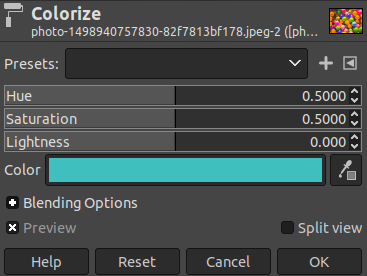 Colorize
photo-1498940757830-82f7813bf178.jpeg-2 ([ph...
Presets:
Hue 0.5000
Saturation 0.5000
Lightness 0.000
Color
Blending Options
Preview Split view
Help Reset Cancel OK